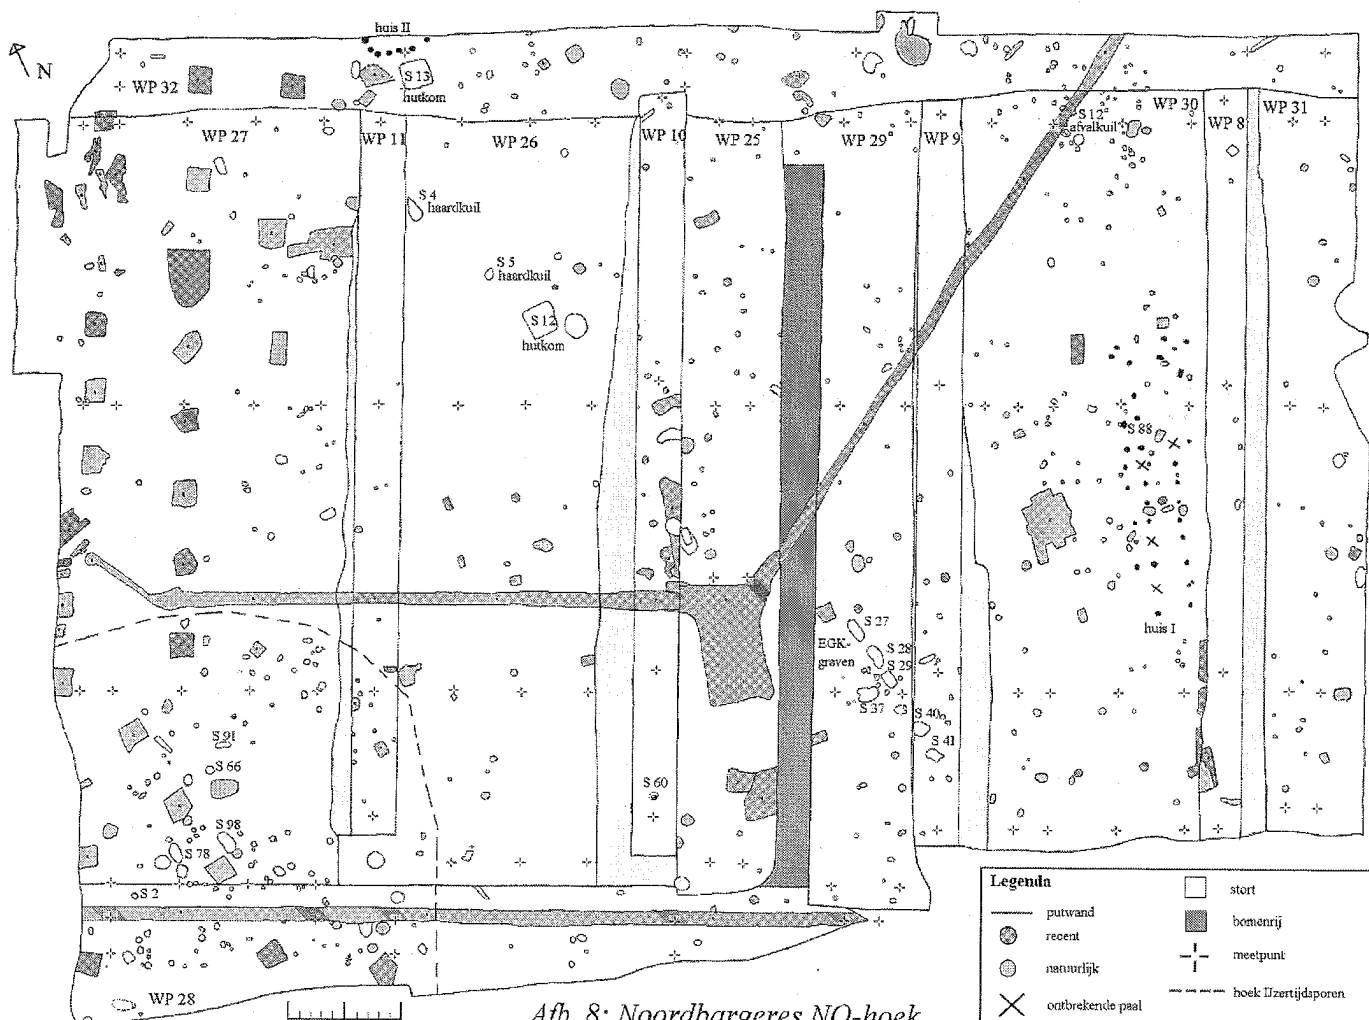 huis II
N
S 13
hutkom
WP 32
WP 27
WP 11
WP 26
WP 10
WP 25
WP 29
WP 9
S 12
afvalkuil
WP 30
WP 8
WP 31
S 4
haardkuil
S 5
haardkuil
S 12
hutkom
S 88
huis I
EGK-
graven
S 27
S 28
S 29
S 37
S 40
S 41
S 91
S 66
S 60
S 98
S 78
S 2
WP 28
Legenda
putwand
recent
natuurlijk
ontbrekende paal
stort
bomenrij
meetpunt
hoek IJzertijdsporen
Afb. 8: Noordbargeres NO-hoek